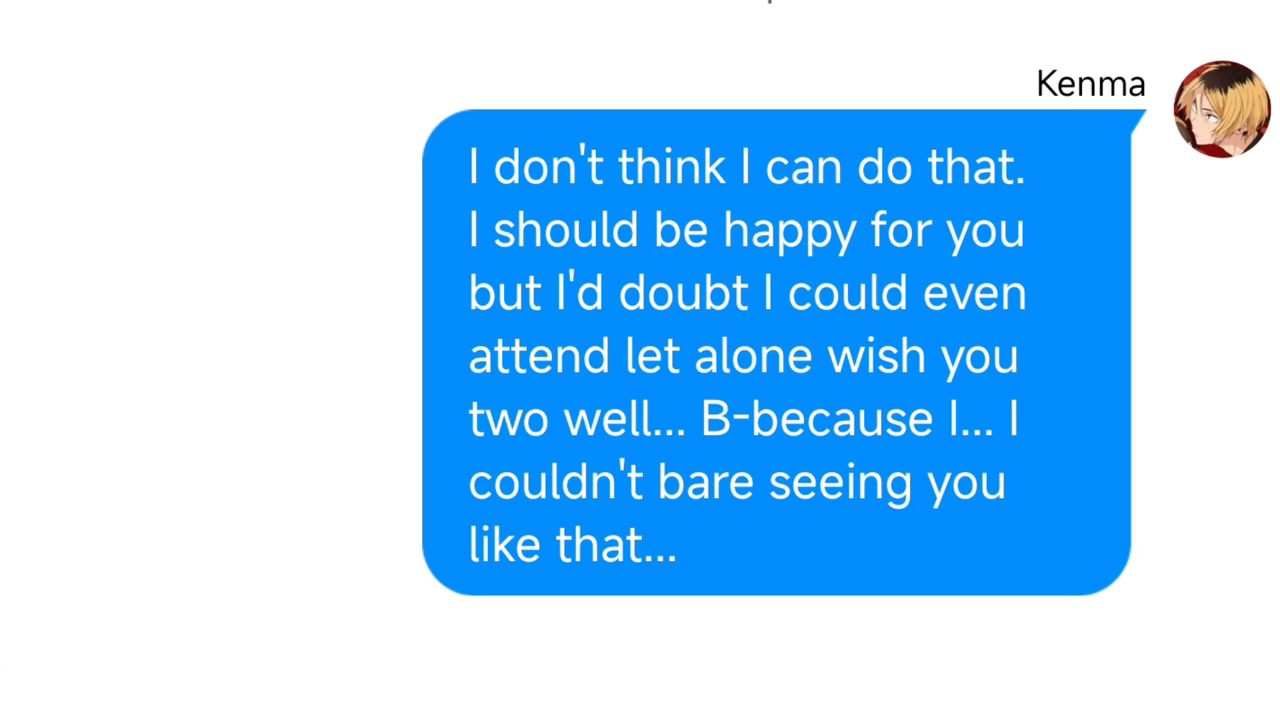 Kenma
I don't think I can do that.
I should be happy for you
but I'd doubt I could even
attend let alone wish you
two well... B-because I... I
couldn't bare seeing you
like that...